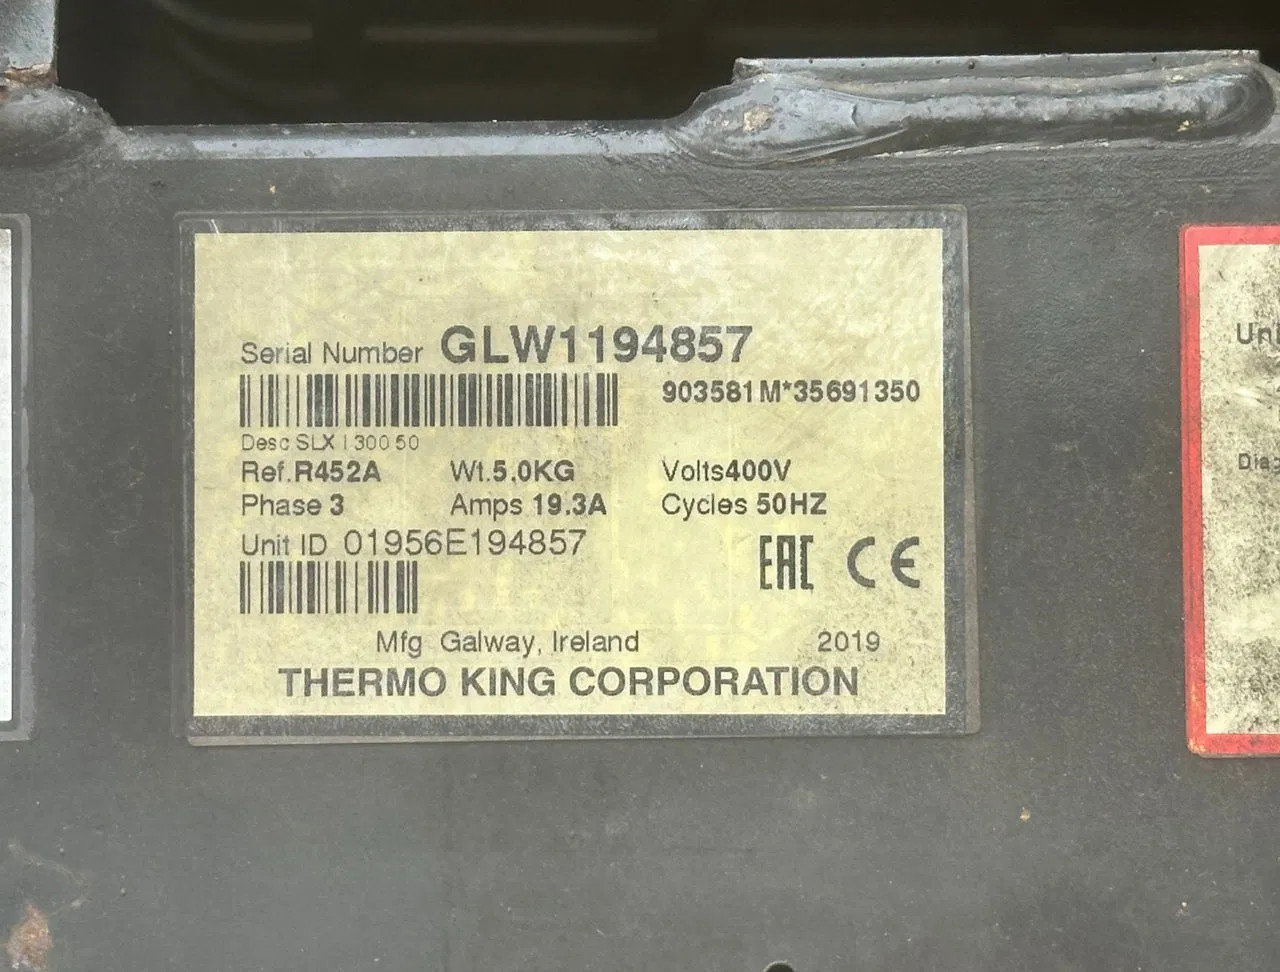 Serial Number GLW1194857
903581M*35691350
Desc SLX I 300 50
Ref.R452A Wt.5.0KG Volts400V
Phase 3 Amps 19.3A Cycles 50HZ
Unit ID 01956E194857
EAC CE
Mfg Galway, Ireland 2019
THERMO KING CORPORATION